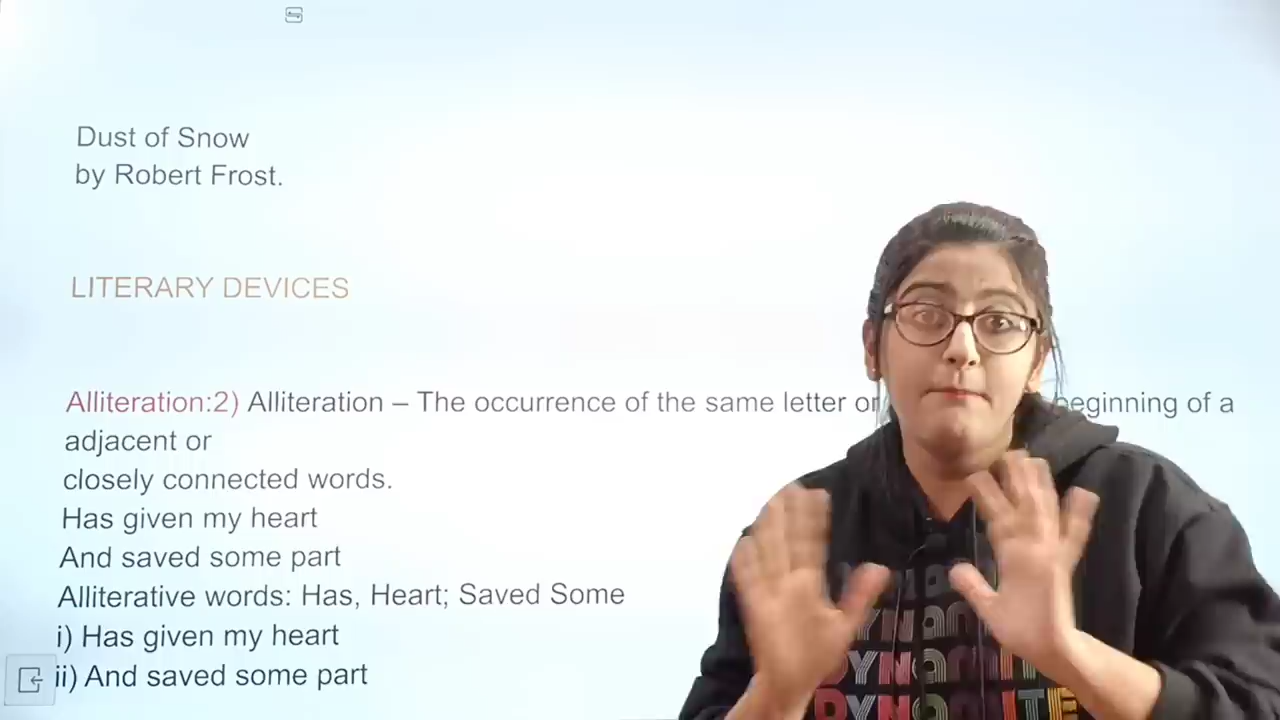 Dust of Snow
by Robert Frost.
LITERARY DEVICES
Alliteration:2) Alliteration – The occurrence of the same letter or beginning of a
adjacent or
closely connected words.
Has given my heart
And saved some part
Alliterative words: Has, Heart; Saved Some
i) Has given my heart
ii) And saved some part
DYNAMITE
DYNAMITE